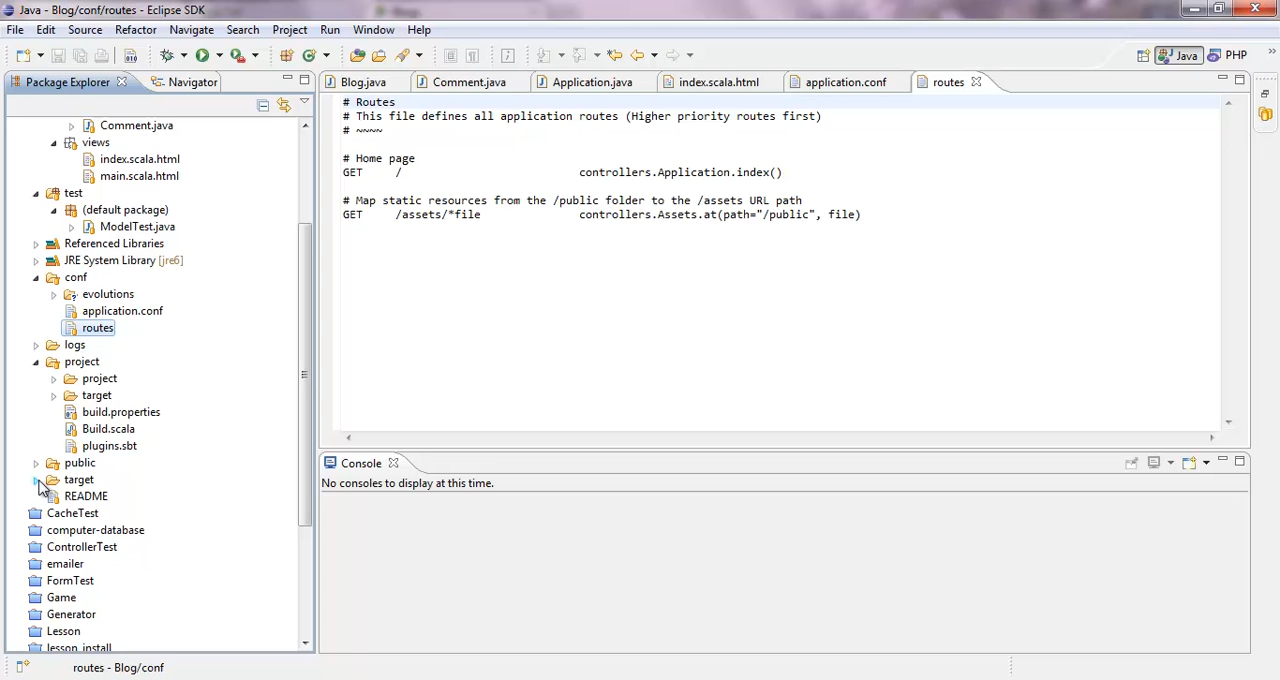 Java - Blog/conf/routes - Eclipse SDK
File Edit Source Refactor Navigate Search Project Run Window Help
Java PHP
Package Explorer Navigator
Blog.java Comment.java Application.java index.scala.html application.conf routes
Comment.java
views
index.scala.html
main.scala.html
test
(default package)
ModelTest.java
Referenced Libraries
JRE System Library [jre6]
conf
evolutions
application.conf
routes
logs
project
project
target
build.properties
Build.scala
plugins.sbt
public
target
README
CacheTest
computer-database
ControllerTest
emailer
FormTest
Game
Generator
Lesson
lesson_install
# Routes
# This file defines all application routes (Higher priority routes first)
# ~~~~
# Home page
GET / controllers.Application.index()
# Map static resources from the /public folder to the /assets URL path
GET /assets/*file controllers.Assets.at(path="/public", file)
Console
No consoles to display at this time.
routes - Blog/conf